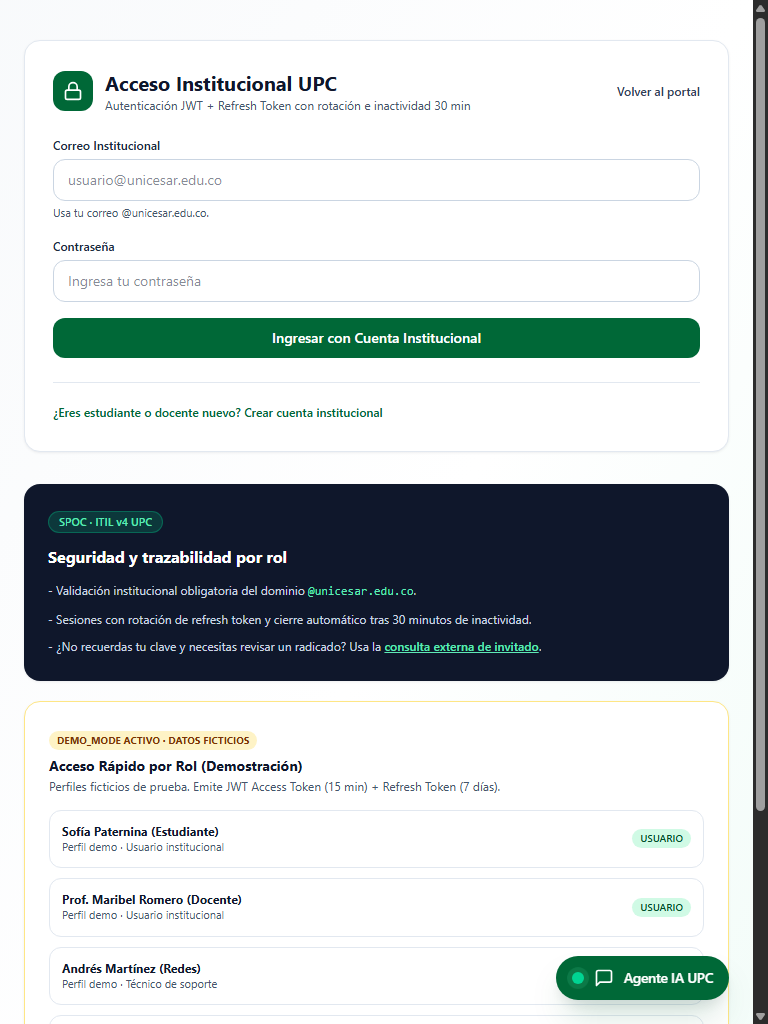 Acceso Institucional UPC
Autenticación JWT + Refresh Token con rotación e inactividad 30 min
Volver al portal
Correo Institucional
usuario@unicesar.edu.co
Usa tu correo @unicesar.edu.co.
Contraseña
Ingresa tu contraseña
Ingresar con Cuenta Institucional
¿Eres estudiante o docente nuevo? Crear cuenta institucional
SPOC · ITIL v4 UPC
Seguridad y trazabilidad por rol
- Validación institucional obligatoria del dominio @unicesar.edu.co.
- Sesiones con rotación de refresh token y cierre automático tras 30 minutos de inactividad.
- ¿No recuerdas tu clave y necesitas revisar un radicado? Usa la consulta externa de invitado.
DEMO_MODE ACTIVO · DATOS FICTICIOS
Acceso Rápido por Rol (Demostración)
Perfiles ficticios de prueba. Emite JWT Access Token (15 min) + Refresh Token (7 días).
Sofía Paternina (Estudiante)
Perfil demo · Usuario institucional
USUARIO
Prof. Maribel Romero (Docente)
Perfil demo · Usuario institucional
USUARIO
Andrés Martínez (Redes)
Perfil demo · Técnico de soporte
Agente IA UPC